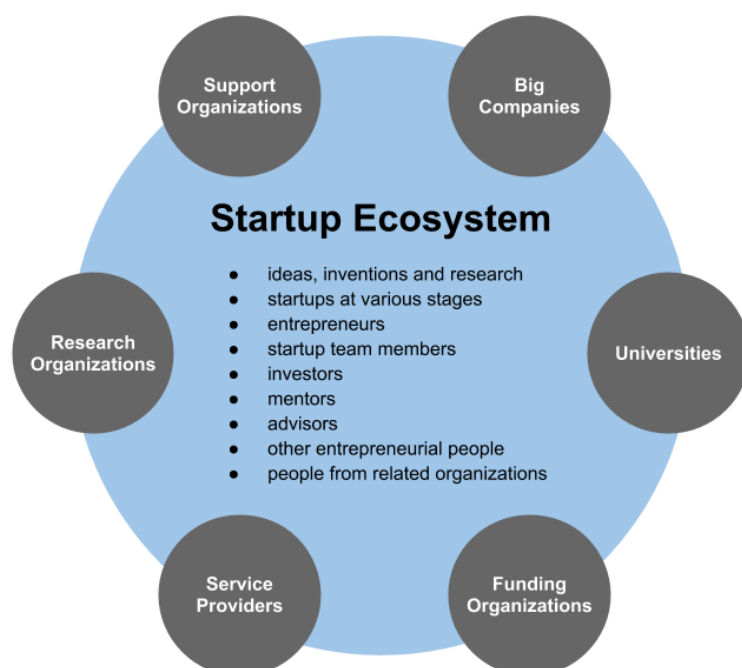 Support
Organizations
Big
Companies
Startup Ecosystem
● ideas, inventions and research
● startups at various stages
● entrepreneurs
● startup team members
● investors
● mentors
● advisors
● other entrepreneurial people
● people from related organizations
Research
Organizations
Universities
Service
Providers
Funding
Organizations